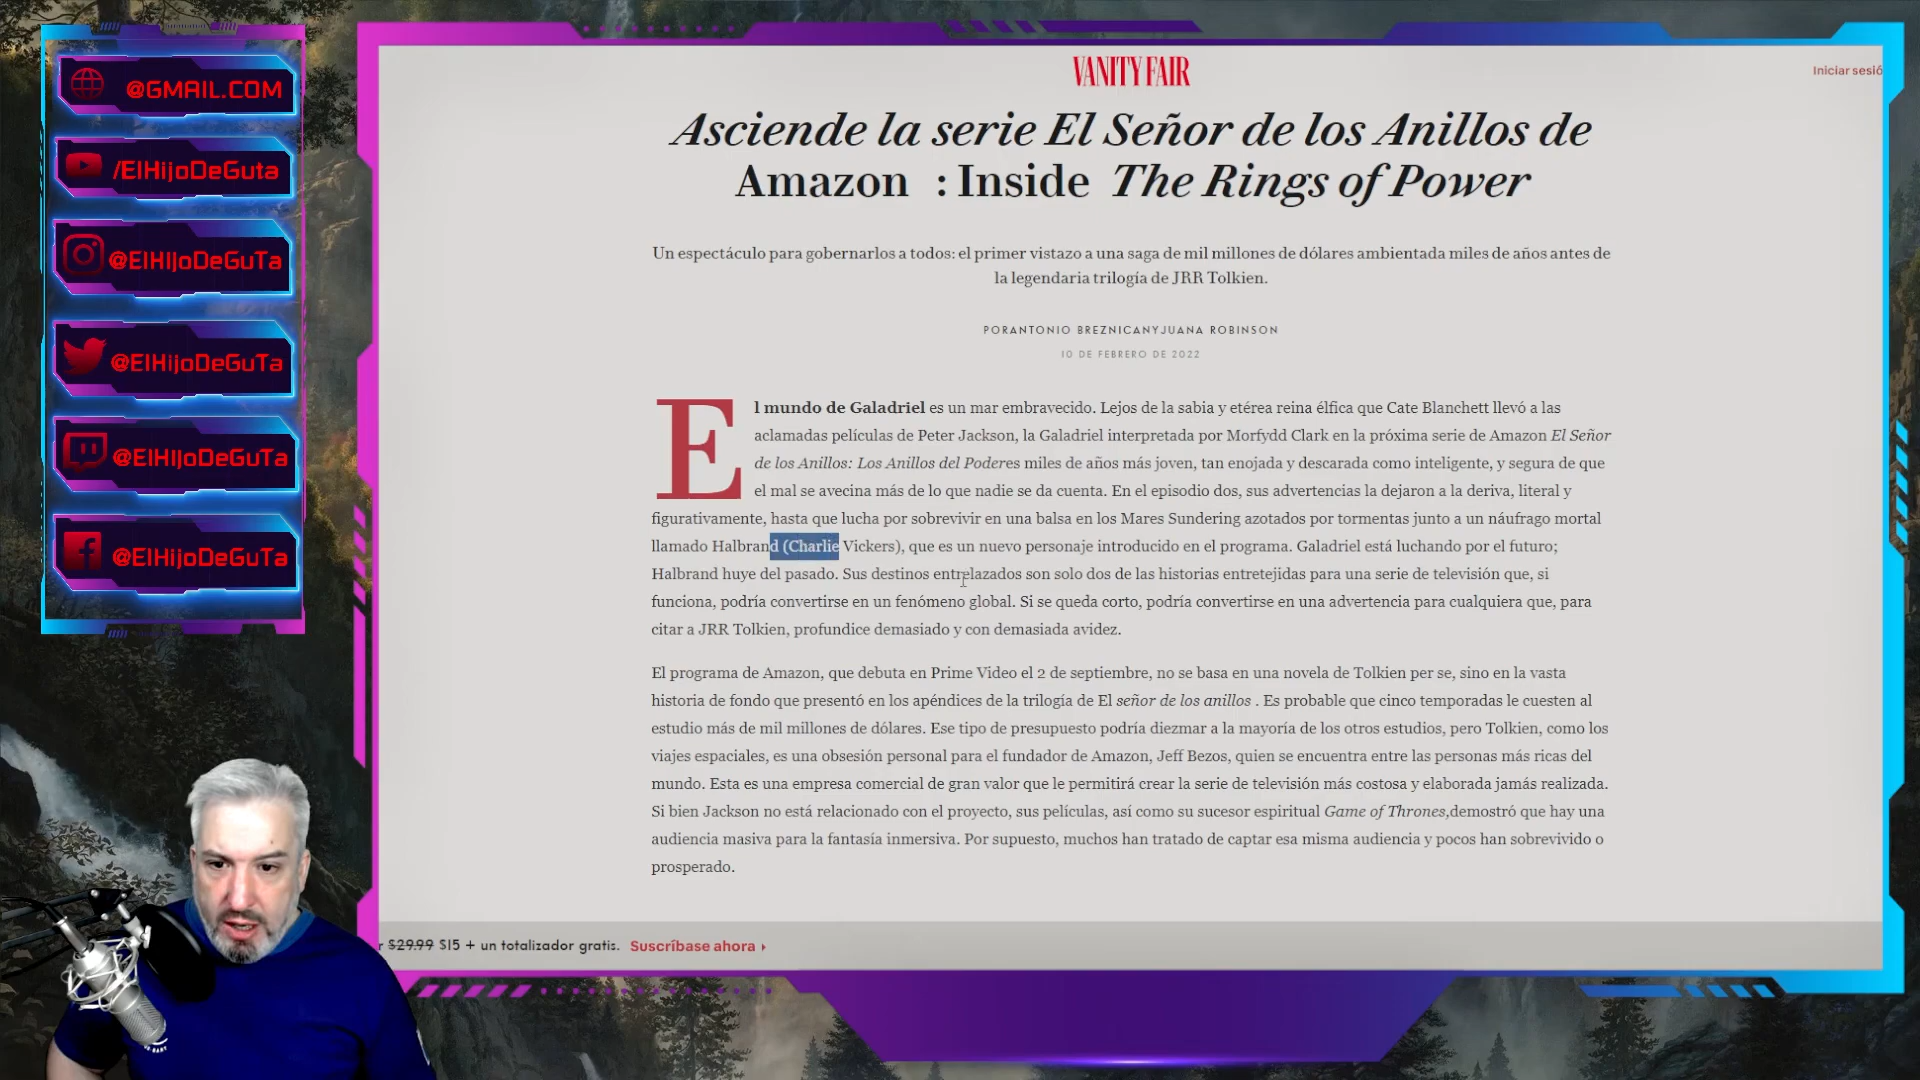 @GMAIL.COM
/ElHijoDeGuta
@ElHIjoDeGuTa
@ElHijoDeGuTa
@ElHIjoDeGuTa
@ElHIjoDeGuTa
VANITY FAIR
Iniciar sesió
Asciende la serie El Señor de los Anillos de
Amazon : Inside The Rings of Power
Un espectáculo para gobernarlos a todos: el primer vistazo a una saga de mil millones de dólares ambientada miles de años antes de
la legendaria trilogía de JRR Tolkien.
PORANTONIO BREZNICANYJUANA ROBINSON
10 DE FEBRERO DE 2022
El mundo de Galadriel es un mar embravecido. Lejos de la sabia y etérea reina élfica que Cate Blanchett llevó a las
aclamadas películas de Peter Jackson, la Galadriel interpretada por Morfydd Clark en la próxima serie de Amazon El Señor
de los Anillos: Los Anillos del Poderes miles de años más joven, tan enojada y descarada como inteligente, y segura de que
el mal se avecina más de lo que nadie se da cuenta. En el episodio dos, sus advertencias la dejaron a la deriva, literal y
figurativamente, hasta que lucha por sobrevivir en una balsa en los Mares Sundering azotados por tormentas junto a un náufrago mortal
llamado Halbrand (Charlie Vickers), que es un nuevo personaje introducido en el programa. Galadriel está luchando por el futuro;
Halbrand huye del pasado. Sus destinos entrelazados son solo dos de las historias entretejidas para una serie de televisión que, si
funciona, podría convertirse en un fenómeno global. Si se queda corto, podría convertirse en una advertencia para cualquiera que, para
citar a JRR Tolkien, profundice demasiado y con demasiada avidez.
El programa de Amazon, que debuta en Prime Video el 2 de septiembre, no se basa en una novela de Tolkien per se, sino en la vasta
historia de fondo que presentó en los apéndices de la trilogía de El señor de los anillos . Es probable que cinco temporadas le cuesten al
estudio más de mil millones de dólares. Ese tipo de presupuesto podría diezmar a la mayoría de los otros estudios, pero Tolkien, como los
viajes espaciales, es una obsesión personal para el fundador de Amazon, Jeff Bezos, quien se encuentra entre las personas más ricas del
mundo. Esta es una empresa comercial de gran valor que le permitirá crear la serie de televisión más costosa y elaborada jamás realizada.
Si bien Jackson no está relacionado con el proyecto, sus películas, así como su sucesor espiritual Game of Thrones,demostró que hay una
audiencia masiva para la fantasía inmersiva. Por supuesto, muchos han tratado de captar esa misma audiencia y pocos han sobrevivido o
prosperado.
r $29.99 $15 + un totalizador gratis. Suscríbase ahora